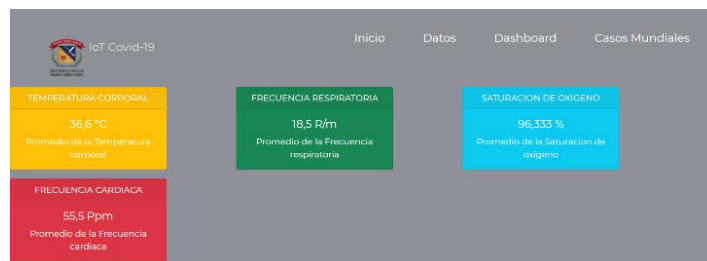 IoT Covid-19
Inicio Datos Dashboard Casos Mundiales
TEMPERATURA CORPORAL
36,6 °C
Promedio de la Temperatura
corporal
FRECUENCIA RESPIRATORIA
18,5 R/m
Promedio de la Frecuencia
respiratoria
SATURACION DE OXIGENO
96,333 %
Promedio de la Saturacion de
oxigeno
FRECUENCIA CARDIACA
55,5 Ppm
Promedio de la Frecuencia
cardiaca